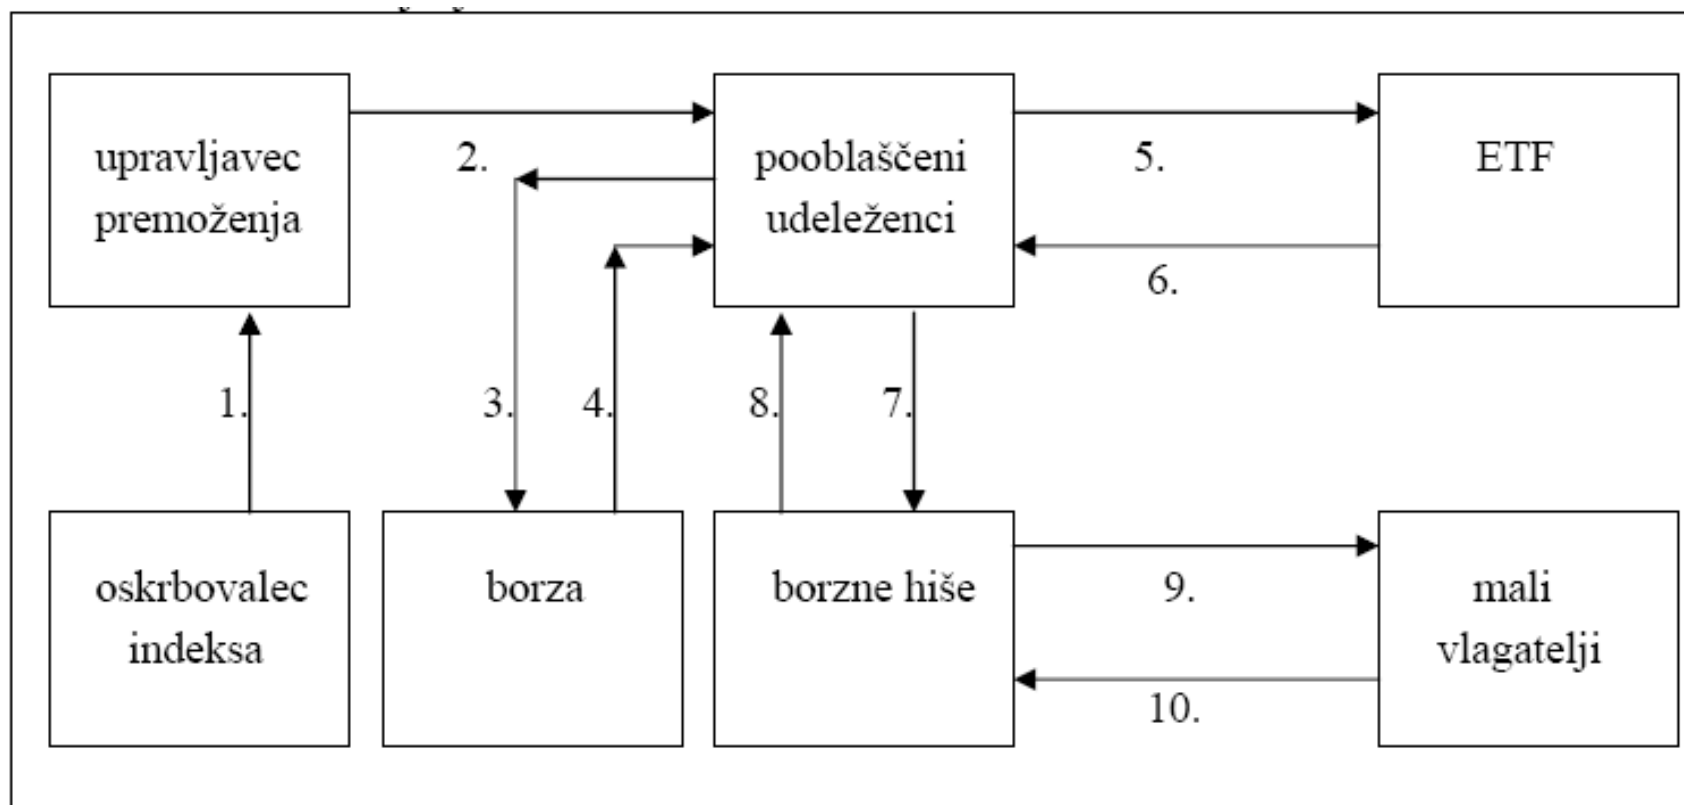 upravljavec
premoženja
2.
pooblaščeni
udeleženci
5.
ETF
6.
1.
3.
4.
8.
7.
oskrbovalec
indeksa
borza
borzne hiše
9.
mali
vlagatelji
10.